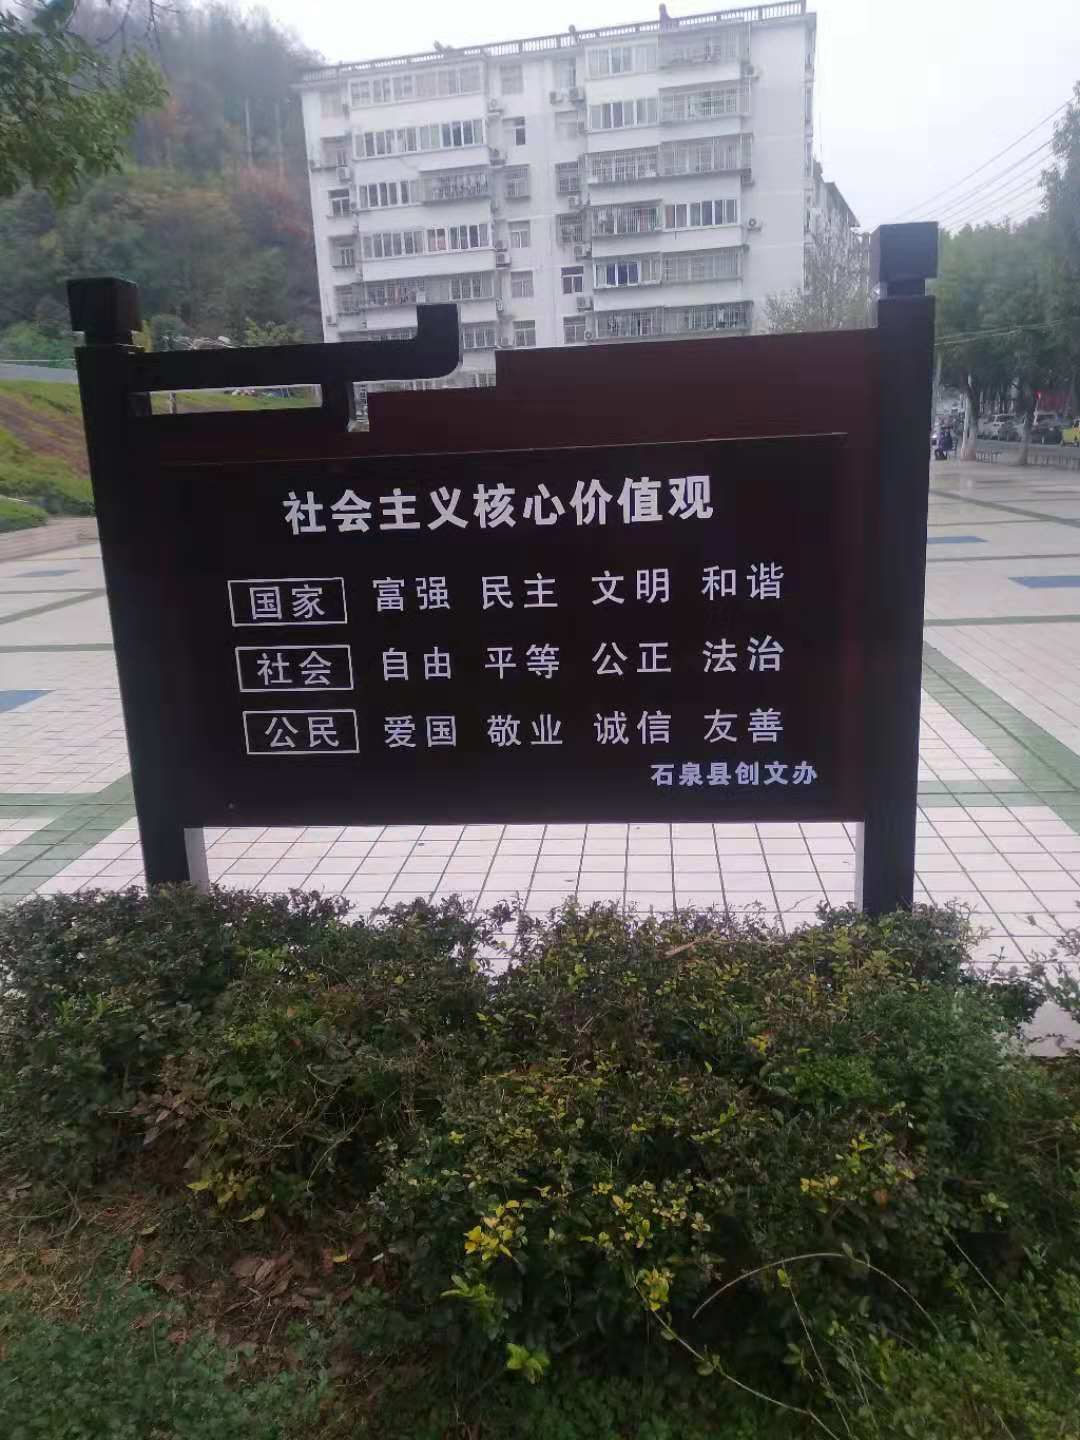 社会主义核心价值观
国家 富强 民主 文明 和谐
社会 自由 平等 公正 法治
公民 爱国 敬业 诚信 友善
石泉县创文办